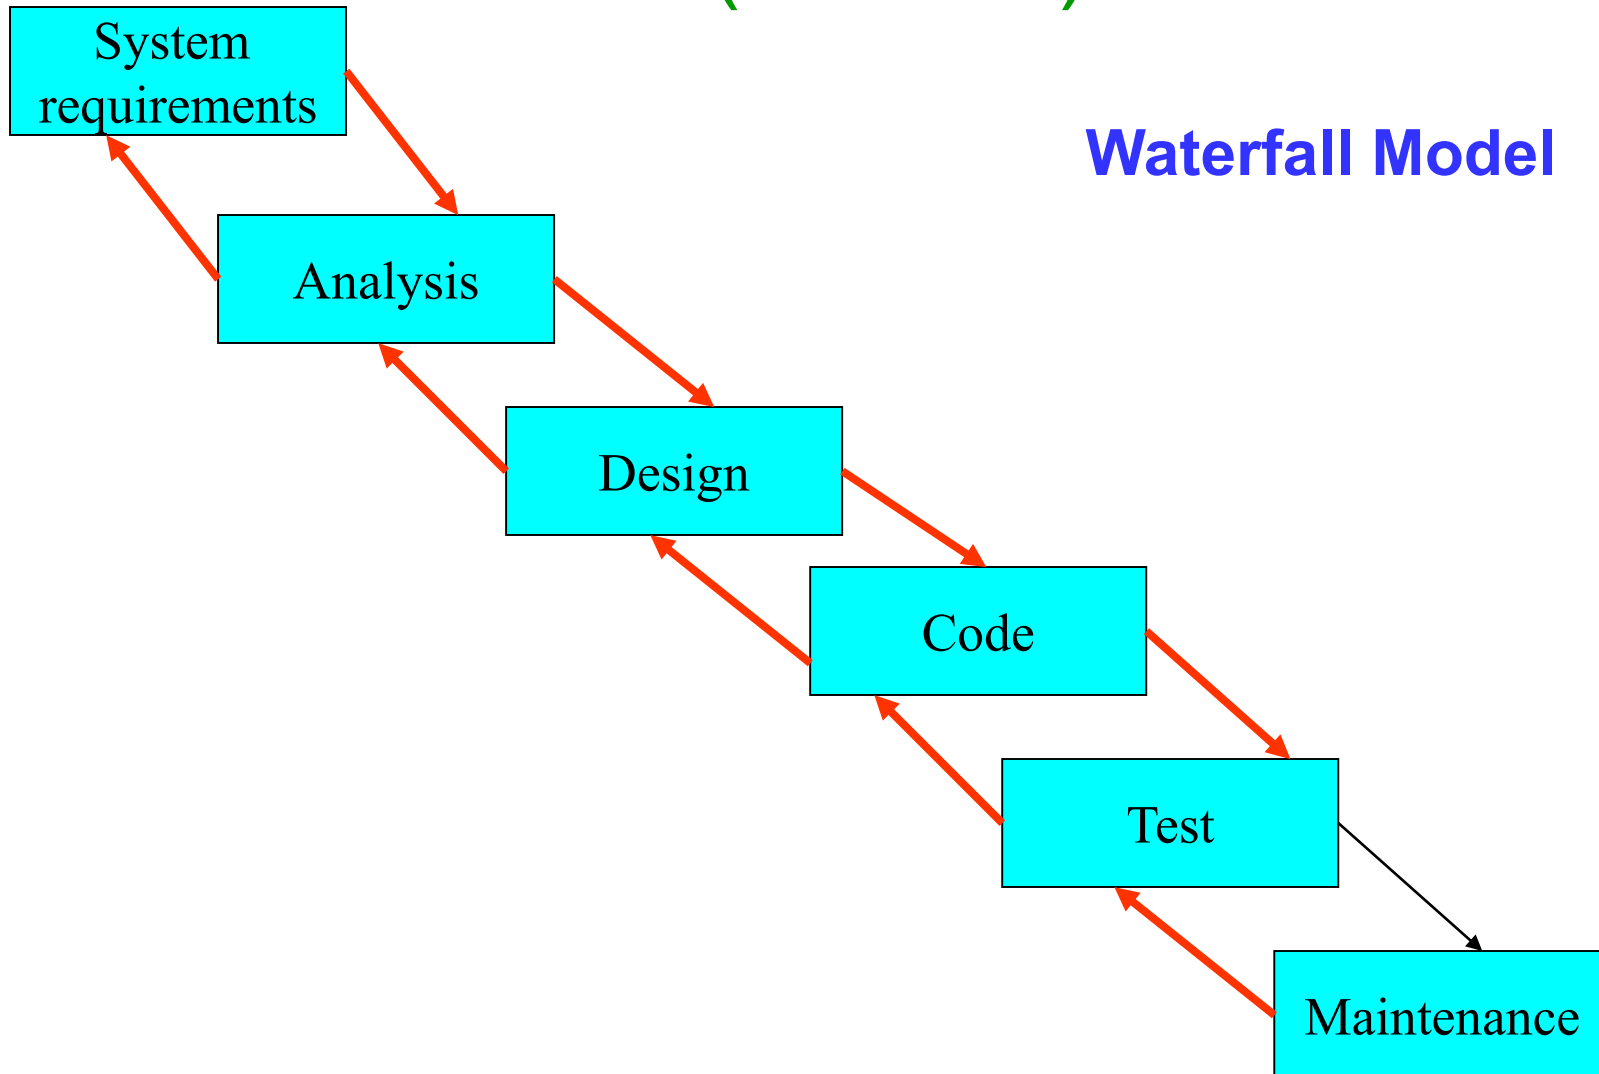 System
requirements
Waterfall Model
Analysis
Design
Code
Test
Maintenance